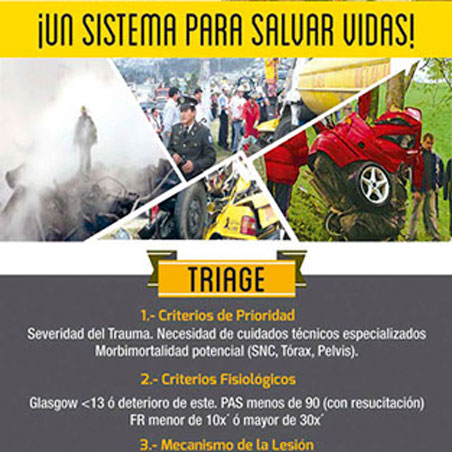 ¡UN SISTEMA PARA SALVAR VIDAS!
TRIAGE
1.- Criterios de Prioridad
Severidad del Trauma. Necesidad de cuidados técnicos especializados
Morbimortalidad potencial (SNC, Tórax, Pelvis).
2.- Criterios Fisiológicos
Glasgow <13 ó deterioro de este. PAS menos de 90 (con resucitación)
FR menor de 10x´ ó mayor de 30x´
3.- Mecanismo de la Lesión